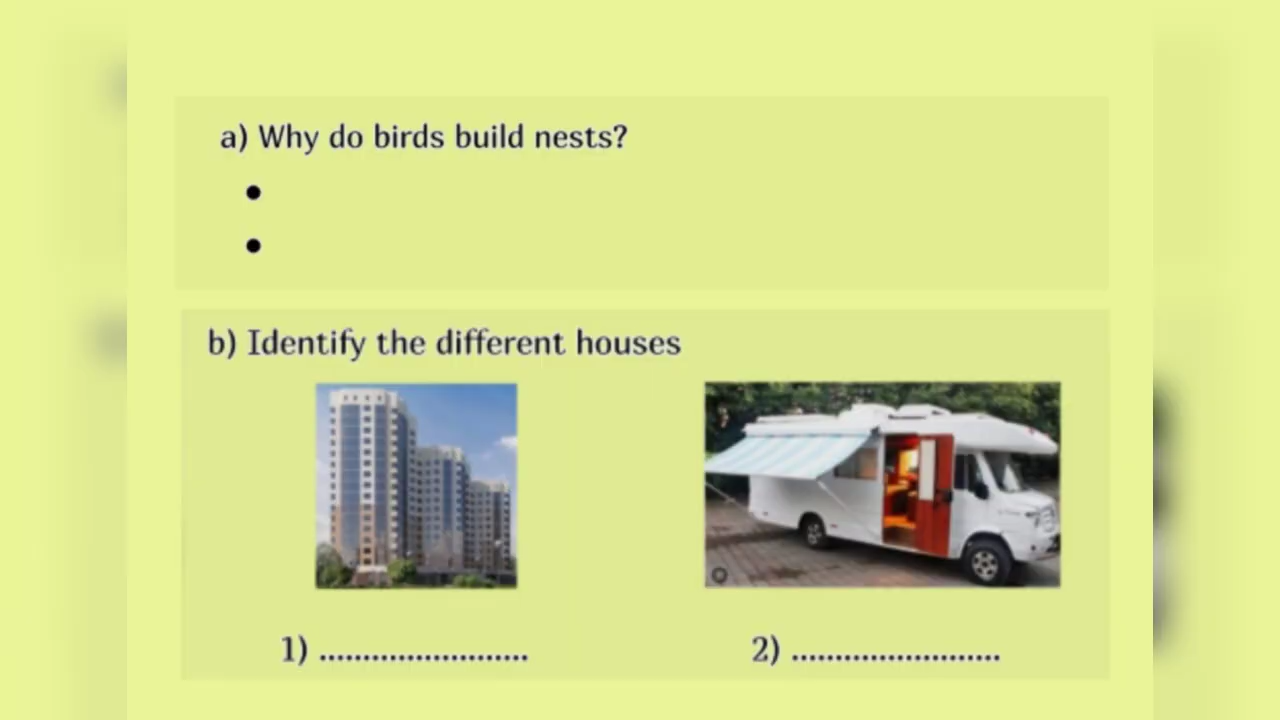 a) Why do birds build nests?
•
•
b) Identify the different houses
1) ........................
2) ........................